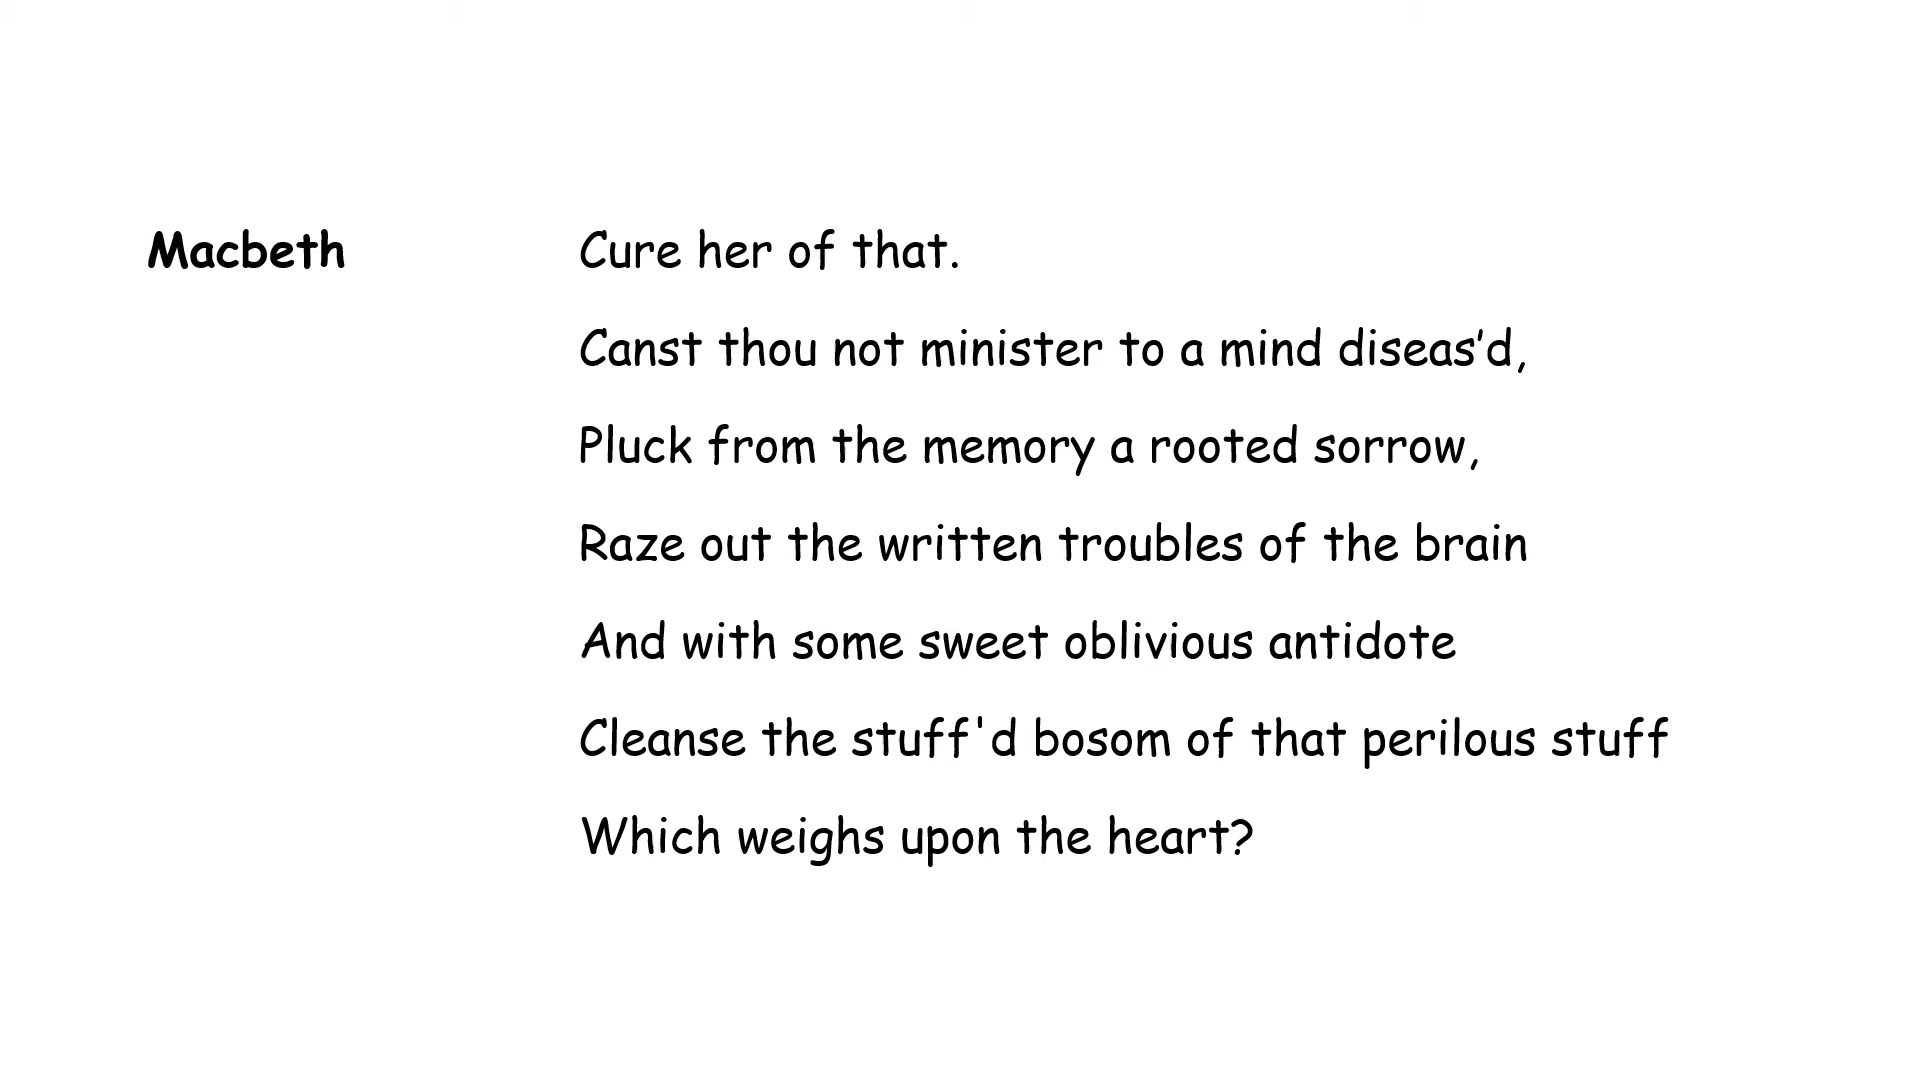 Macbeth Cure her of that.
Canst thou not minister to a mind diseas’d,
Pluck from the memory a rooted sorrow,
Raze out the written troubles of the brain
And with some sweet oblivious antidote
Cleanse the stuff'd bosom of that perilous stuff
Which weighs upon the heart?